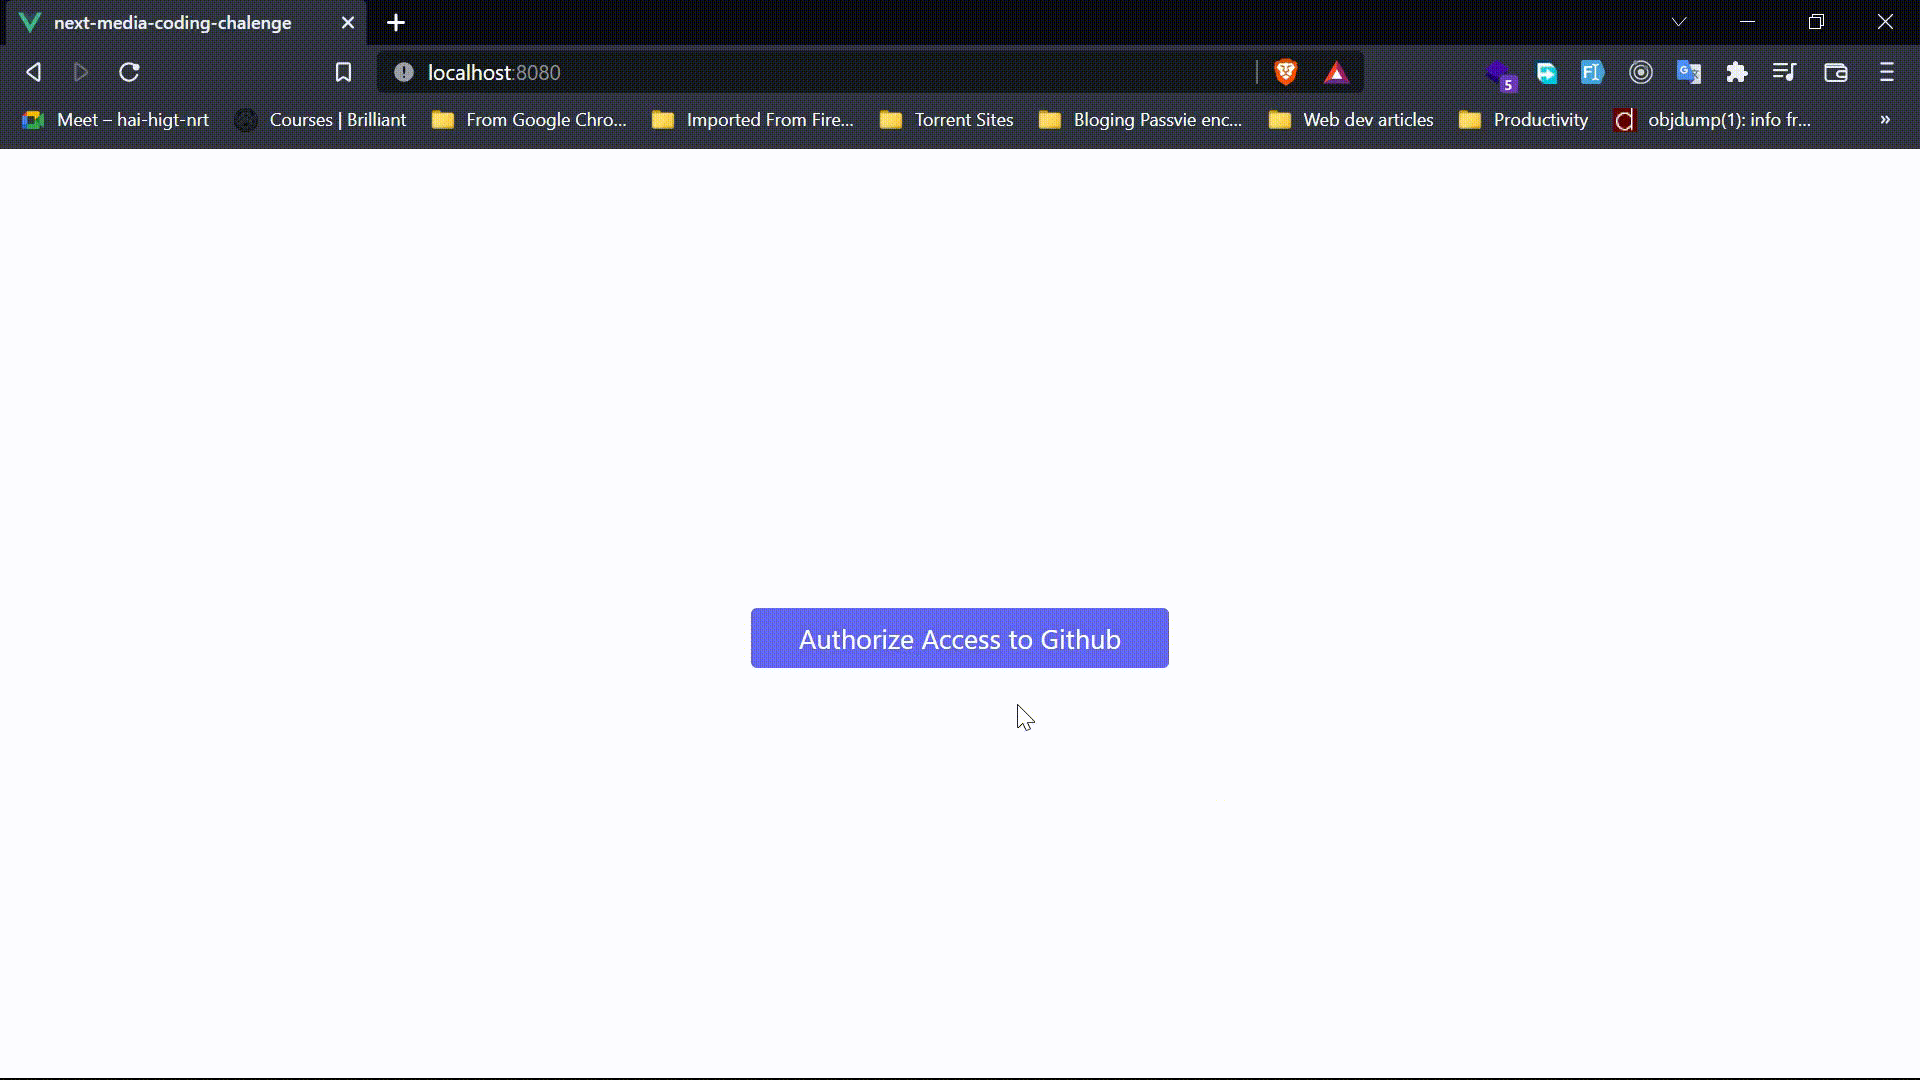 next-media-coding-chalenge
localhost:8080
5
Meet – hai-higt-nrt
Courses | Brilliant
From Google Chro...
Imported From Fire...
Torrent Sites
Bloging Passvie enc...
Web dev articles
Productivity
objdump(1): info fr...
»
Authorize Access to Github